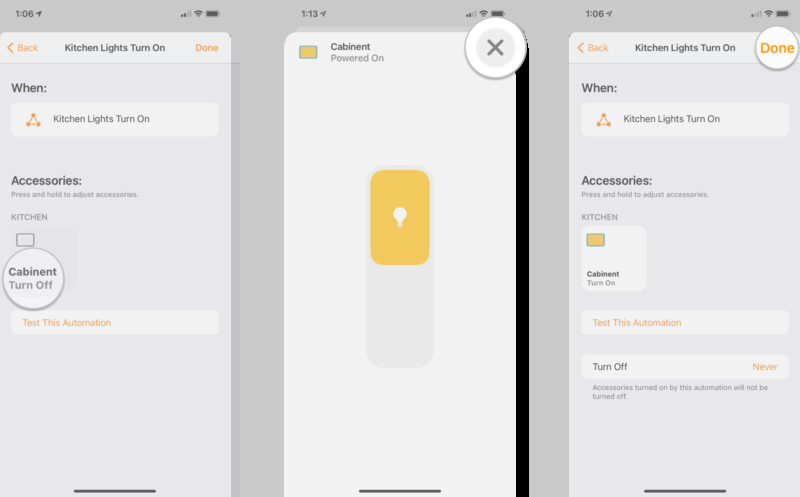 1:06
Back Kitchen Lights Turn On Done
When:
Kitchen Lights Turn On
Accessories:
Press and hold to adjust accessories.
KITCHEN
Cabinent
Turn Off
Test This Automation
1:13
Cabinent
Powered On
1:06
Back Kitchen Lights Turn On Done
When:
Kitchen Lights Turn On
Accessories:
Press and hold to adjust accessories.
KITCHEN
Cabinent
Turn On
Test This Automation
Turn Off Never
Accessories turned on by this automation will not be
turned off.